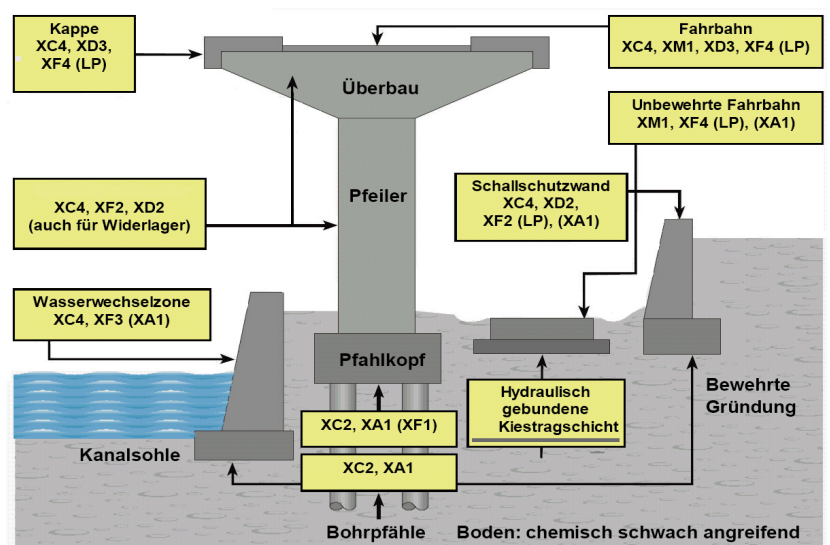 Kappe
XC4, XD3,
XF4 (LP)
Fahrbahn
XC4, XM1, XD3, XF4 (LP)
Überbau
Unbewehrte Fahrbahn
XM1, XF4 (LP), (XA1)
XC4, XF2, XD2
(auch für Widerlager)
Pfeiler
Schallschutzwand
XC4, XD2,
XF2 (LP), (XA1)
Wasserwechselzone
XC4, XF3 (XA1)
Pfahlkopf
Hydraulisch
gebundene
Kiestragschicht
Bewehrte
Gründung
XC2, XA1 (XF1)
Kanalsohle
XC2, XA1
Bohrpfähle
Boden: chemisch schwach angreifend